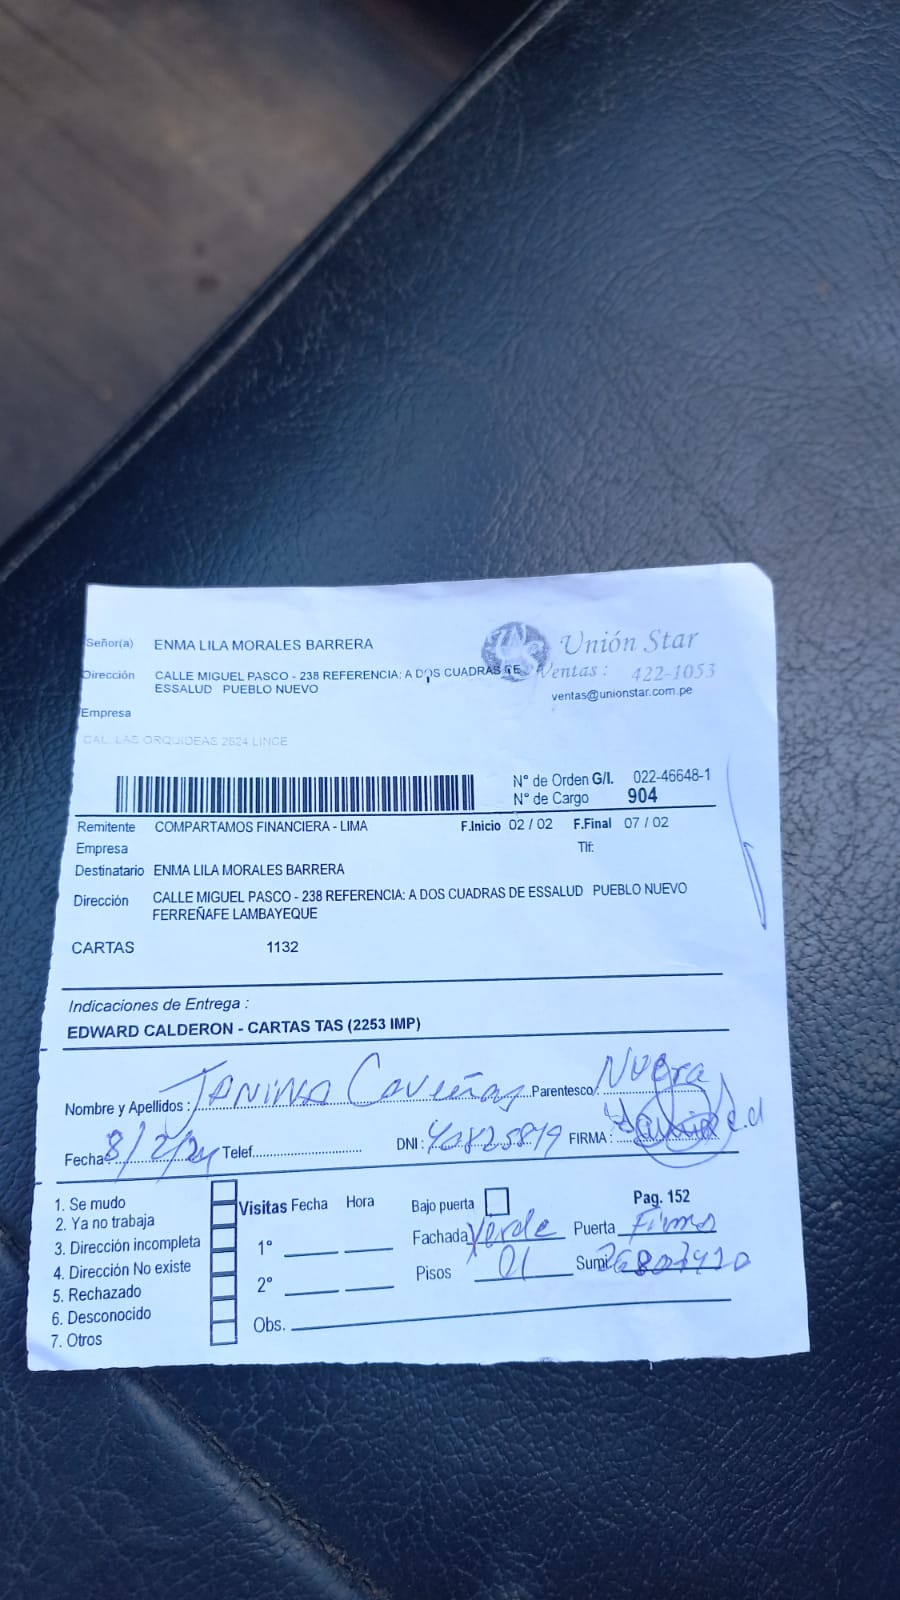 Señor(a) ENMA LILA MORALES BARRERA
Unión Star
Dirección CALLE MIGUEL PASCO - 238 REFERENCIA: A DOS CUADRAS DE
ESSALUD PUEBLO NUEVO
Ventas: 422-1053
ventas@unionstar.com.pe
Empresa
CAL. LAS ORQUIDEAS 2624 LINCE
N° de Orden G/I. 022-46648-1
N° de Cargo 904
Remitente COMPARTAMOS FINANCIERA - LIMA F.Inicio 02 / 02 F.Final 07 / 02
Empresa Tlf:
Destinatario ENMA LILA MORALES BARRERA
Dirección CALLE MIGUEL PASCO - 238 REFERENCIA: A DOS CUADRAS DE ESSALUD PUEBLO NUEVO
FERREÑAFE LAMBAYEQUE
CARTAS 1132
Indicaciones de Entrega :
EDWARD CALDERON - CARTAS TAS (2253 IMP)
Nombre y Apellidos : JANINA Parentesco Nuera
Fecha 8/2/24 Telef. DNI: 40825819 FIRMA :
1. Se mudo
2. Ya no trabaja
3. Dirección incompleta
4. Dirección No existe
5. Rechazado
6. Desconocido
7. Otros
Visitas Fecha Hora
1°
2°
Obs.
Bajo puerta Pag. 152
Fachada Verde Puerta Firme
Pisos 01 Sumi